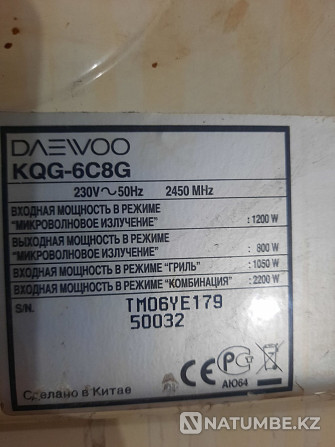 DAEWOO
KQG-6C8G
230V~50Hz 2450 MHz
ВХОДНАЯ МОЩНОСТЬ В РЕЖИМЕ
"МИКРОВОЛНОВОЕ ИЗЛУЧЕНИЕ" : 1200 W
ВЫХОДНАЯ МОЩНОСТЬ В РЕЖИМЕ
"МИКРОВОЛНОВОЕ ИЗЛУЧЕНИЕ" : 800 W
ВХОДНАЯ МОЩНОСТЬ В РЕЖИМЕ "ГРИЛЬ" : 1050 W
ВХОДНАЯ МОЩНОСТЬ В РЕЖИМЕ "КОМБИНАЦИЯ" : 2200 W
S/N. TM06YE179
50032
CE
АЮ64
Сделано в Китае
NATUMBE.KZ